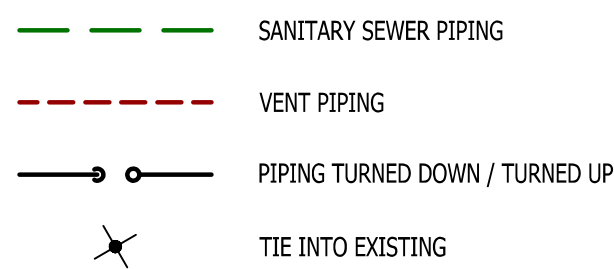 SANITARY SEWER PIPING
VENT PIPING
PIPING TURNED DOWN / TURNED UP
TIE INTO EXISTING